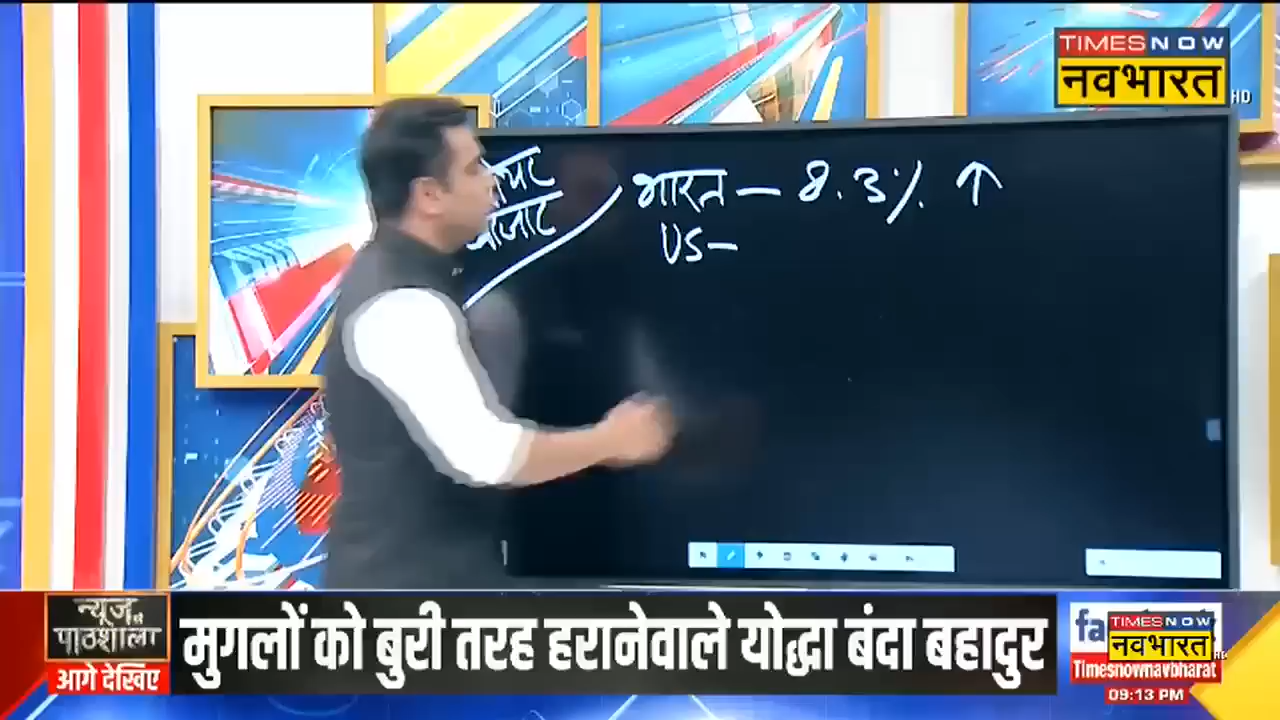 TIMES NOW
नवभारत
HD
भारत — 8.3% ↑
US —
न्यूज़ की
पाठशाला
आगे देखिए
मुगलों को बुरी तरह हरानेवाले योद्धा बंदा बहादुर
TIMES NOW
नवभारत
Timesnownavbharat
09:13 PM